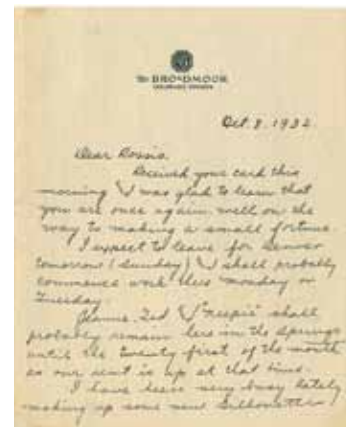 The BROADMOOR
COLORADO SPRINGS
Oct. 8, 1932.
Dear
Received your card this
morning & was glad to learn that
you are once again well on the
way to making a small fortune.
I expect to leave for Denver
tomorrow (Sunday) & shall probably
commence work there Monday or
Tuesday.
Jeanne, Ted & "Keepie" shall
probably remain here in the Springs
until the twenty first of the month
as our rent is up at that time.
I have been very busy lately
making up some new Silhouettes